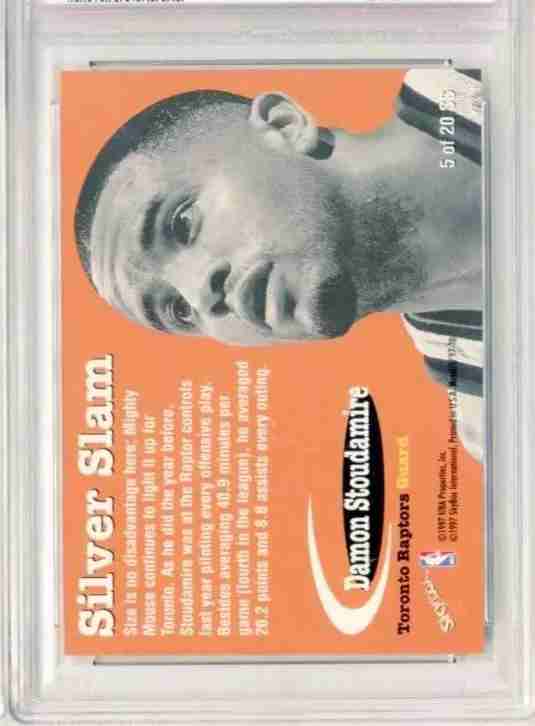 Silver Slam
Size is no disadvantage here; Mighty
Mouse continues to light it up for
Toronto. As he did the year before,
Stoudamire was at the Raptor controls
last year piloting every offensive play.
Besides averaging 40.9 minutes per
game (fourth in the league), he averaged
20.2 points and 8.8 assists every outing.
Damon Stoudamire
Toronto Raptors Guard
SkyBox
NBA
©1997 NBA Properties, Inc.
©1997 SkyBox International. Printed in U.S.A.
5 of 20 SS